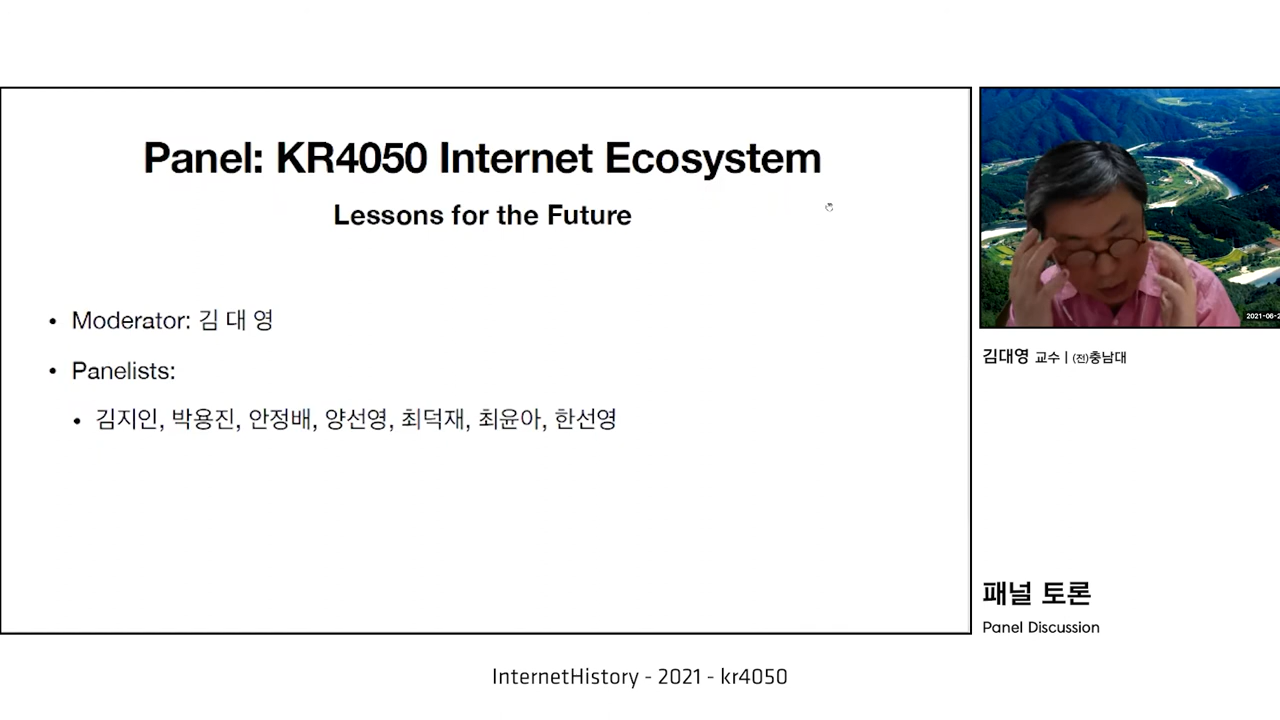 Panel: KR4050 Internet Ecosystem
Lessons for the Future
• Moderator: 김 대 영
• Panelists:
• 김지인, 박용진, 안정배, 양선영, 최덕재, 최윤아, 한선영
김대영 교수 | (전)충남대
패널 토론
Panel Discussion
InternetHistory - 2021 - kr4050